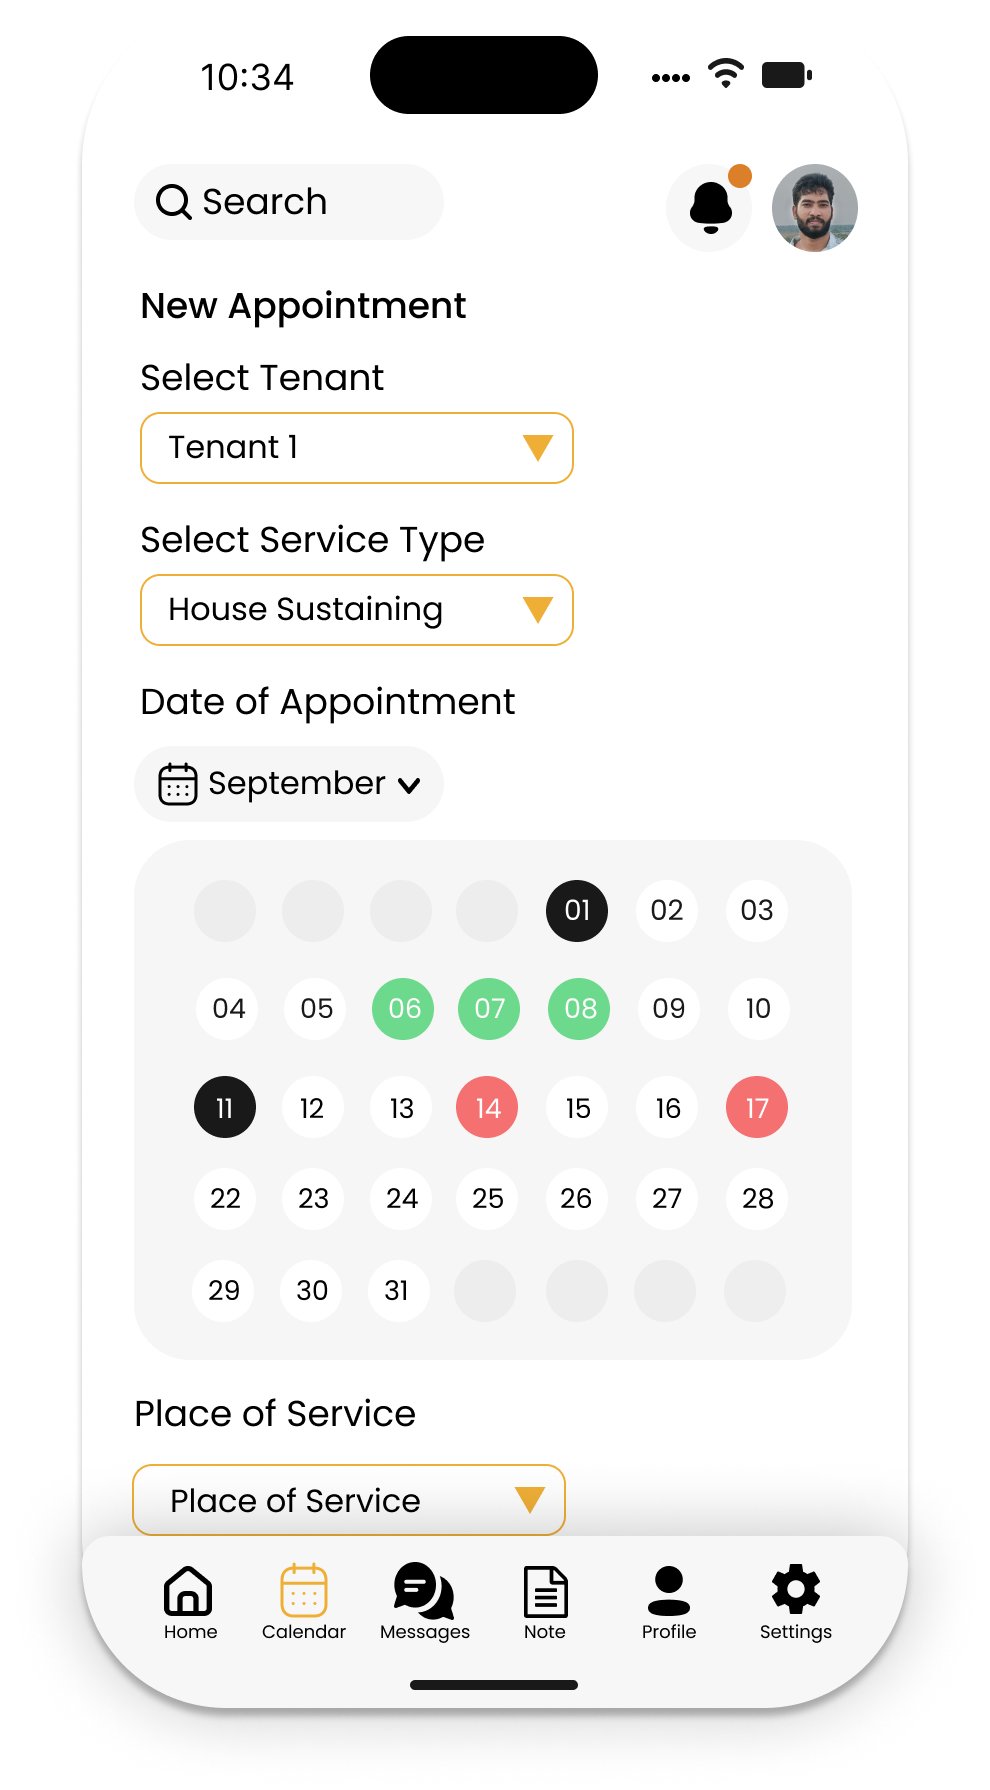 10:34
Search
New Appointment
Select Tenant
Tenant 1
Select Service Type
House Sustaining
Date of Appointment
September
01 02 03
04 05 06 07 08 09 10
11 12 13 14 15 16 17
22 23 24 25 26 27 28
29 30 31
Place of Service
Place of Service
Home Calendar Messages Note Profile Settings